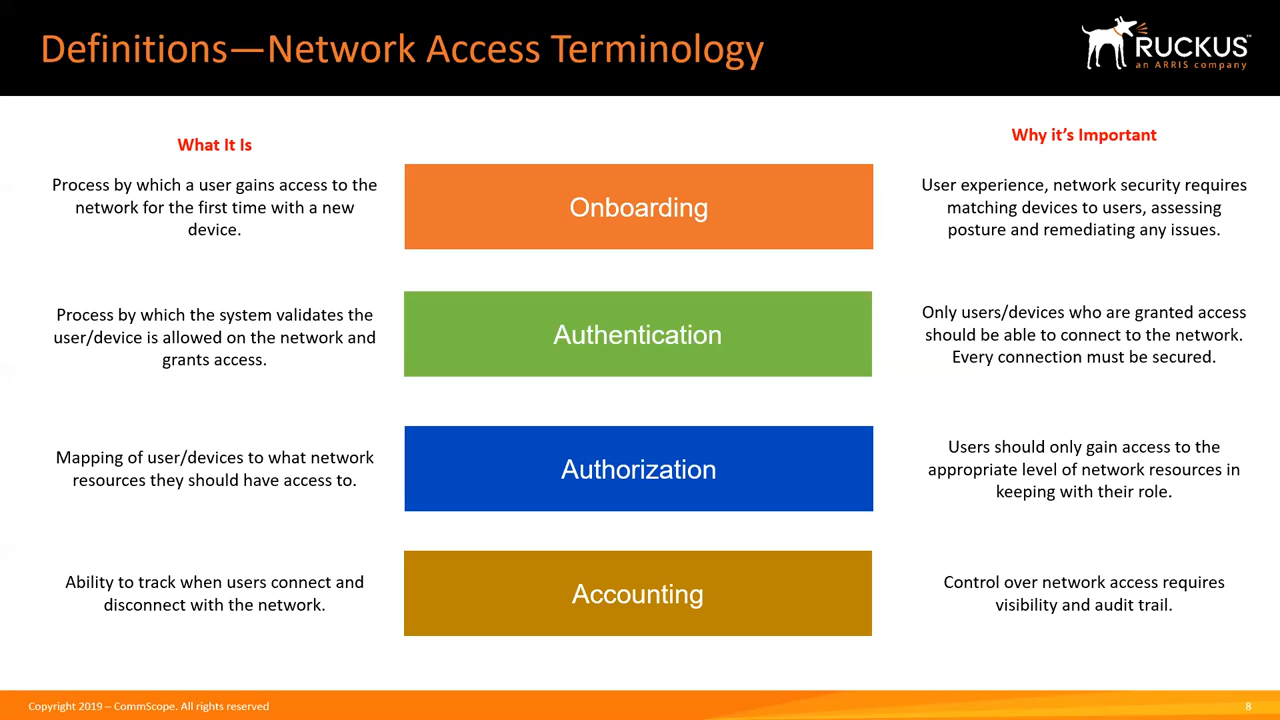 Definitions—Network Access Terminology
RUCKUS™
an ARRIS company
What It Is
Why it's Important
Process by which a user gains access to the
network for the first time with a new
device.
Onboarding
User experience, network security requires
matching devices to users, assessing
posture and remediating any issues.
Process by which the system validates the
user/device is allowed on the network and
grants access.
Authentication
Only users/devices who are granted access
should be able to connect to the network.
Every connection must be secured.
Mapping of user/devices to what network
resources they should have access to.
Authorization
Users should only gain access to the
appropriate level of network resources in
keeping with their role.
Ability to track when users connect and
disconnect with the network.
Accounting
Control over network access requires
visibility and audit trail.
Copyright 2019 – CommScope. All rights reserved
8